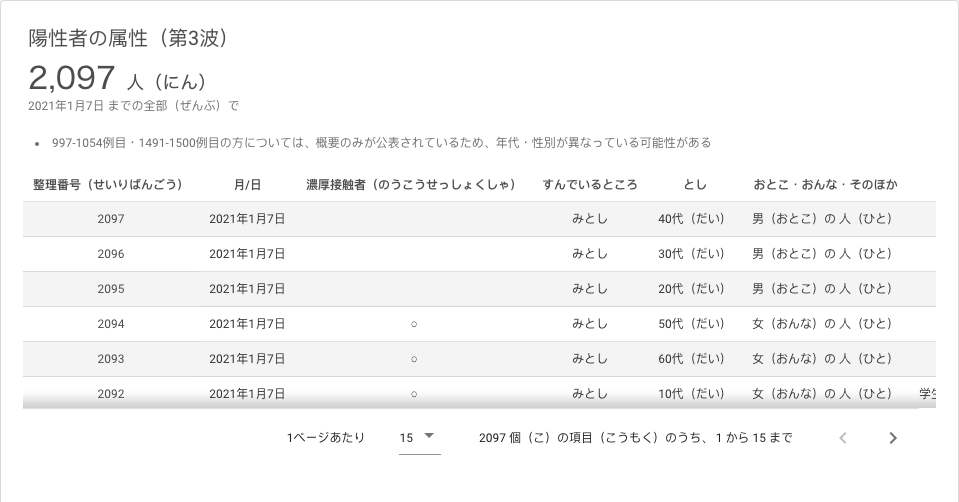 陽性者の属性（第3波）
2,097 人（にん）
2021年1月7日 までの全部（ぜんぶ）で
• 997-1054例目・1491-1500例目の方については、概要のみが公表されているため、年代・性別が異なっている可能性がある
整理番号（せいりばんごう） 月/日 濃厚接触者（のうこうせっしょくしゃ） すんでいるところ とし おとこ・おんな・そのほか
2097 2021年1月7日 みとし 40代（だい） 男（おとこ）の 人（ひと）
2096 2021年1月7日 みとし 30代（だい） 男（おとこ）の 人（ひと）
2095 2021年1月7日 みとし 20代（だい） 男（おとこ）の 人（ひと）
2094 2021年1月7日 ○ みとし 50代（だい） 女（おんな）の 人（ひと）
2093 2021年1月7日 ○ みとし 60代（だい） 女（おんな）の 人（ひと）
2092 2021年1月7日 ○ みとし 10代（だい） 女（おんな）の 人（ひと） 学生
1ページあたり 15 2097 個（こ）の項目（こうもく）のうち、1 から 15 まで